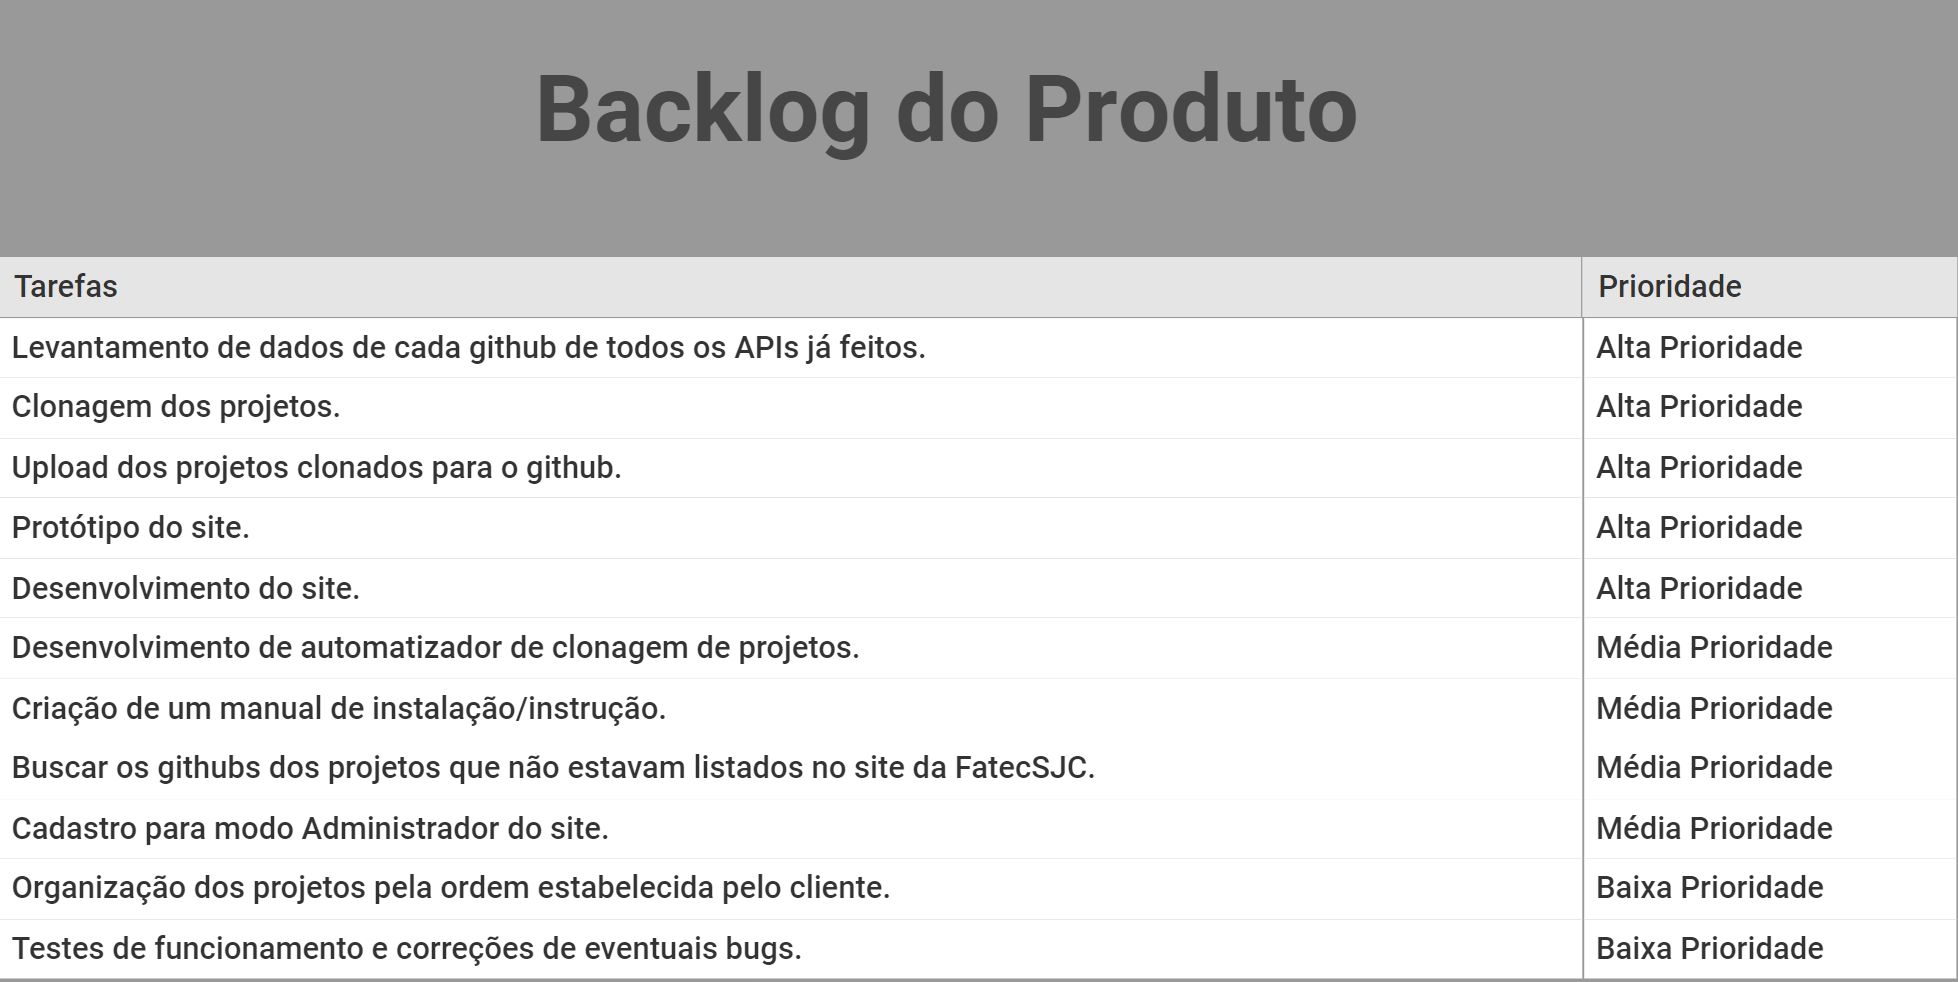 Backlog do Produto
Tarefas Prioridade
Levantamento de dados de cada github de todos os APIs já feitos. Alta Prioridade
Clonagem dos projetos. Alta Prioridade
Upload dos projetos clonados para o github. Alta Prioridade
Protótipo do site. Alta Prioridade
Desenvolvimento do site. Alta Prioridade
Desenvolvimento de automatizador de clonagem de projetos. Média Prioridade
Criação de um manual de instalação/instrução. Média Prioridade
Buscar os githubs dos projetos que não estavam listados no site da FatecSJC. Média Prioridade
Cadastro para modo Administrador do site. Média Prioridade
Organização dos projetos pela ordem estabelecida pelo cliente. Baixa Prioridade
Testes de funcionamento e correções de eventuais bugs. Baixa Prioridade